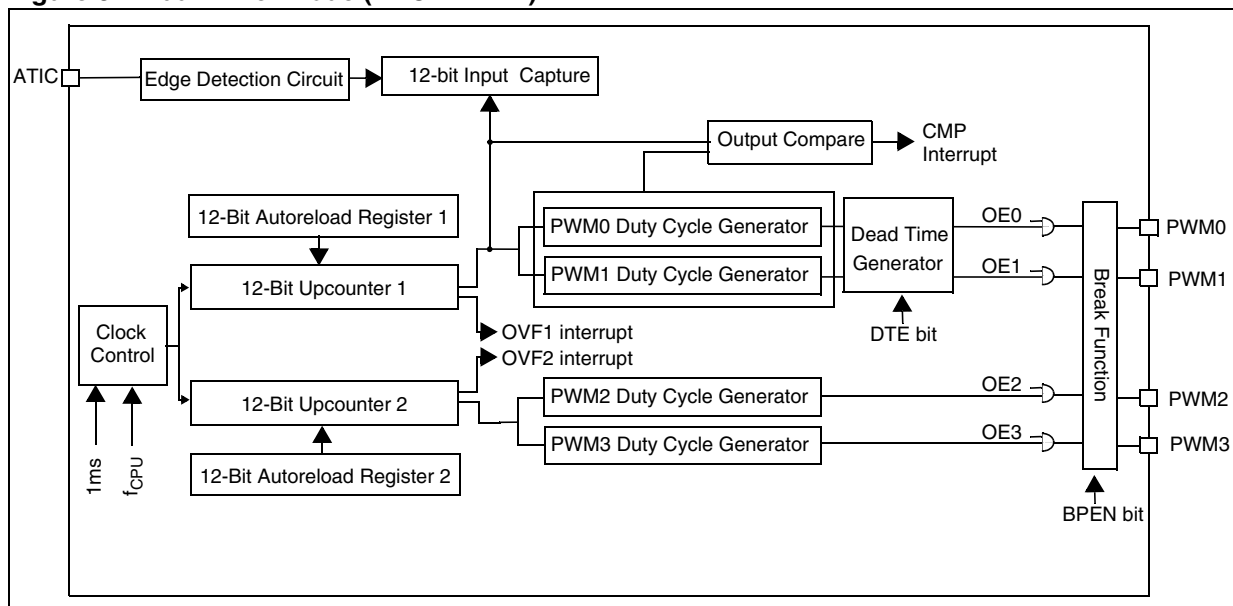 ATIC
Edge Detection Circuit
12-bit Input Capture
Output Compare
CMP
Interrupt
12-Bit Autoreload Register 1
PWM0 Duty Cycle Generator
PWM1 Duty Cycle Generator
Dead Time
Generator
OE0
OE1
PWM0
PWM1
12-Bit Upcounter 1
Clock
Control
OVF1 interrupt
OVF2 interrupt
DTE bit
Break Function
12-Bit Upcounter 2
PWM2 Duty Cycle Generator
PWM3 Duty Cycle Generator
OE2
OE3
PWM2
PWM3
12-Bit Autoreload Register 2
1ms
fCPU
BPEN bit